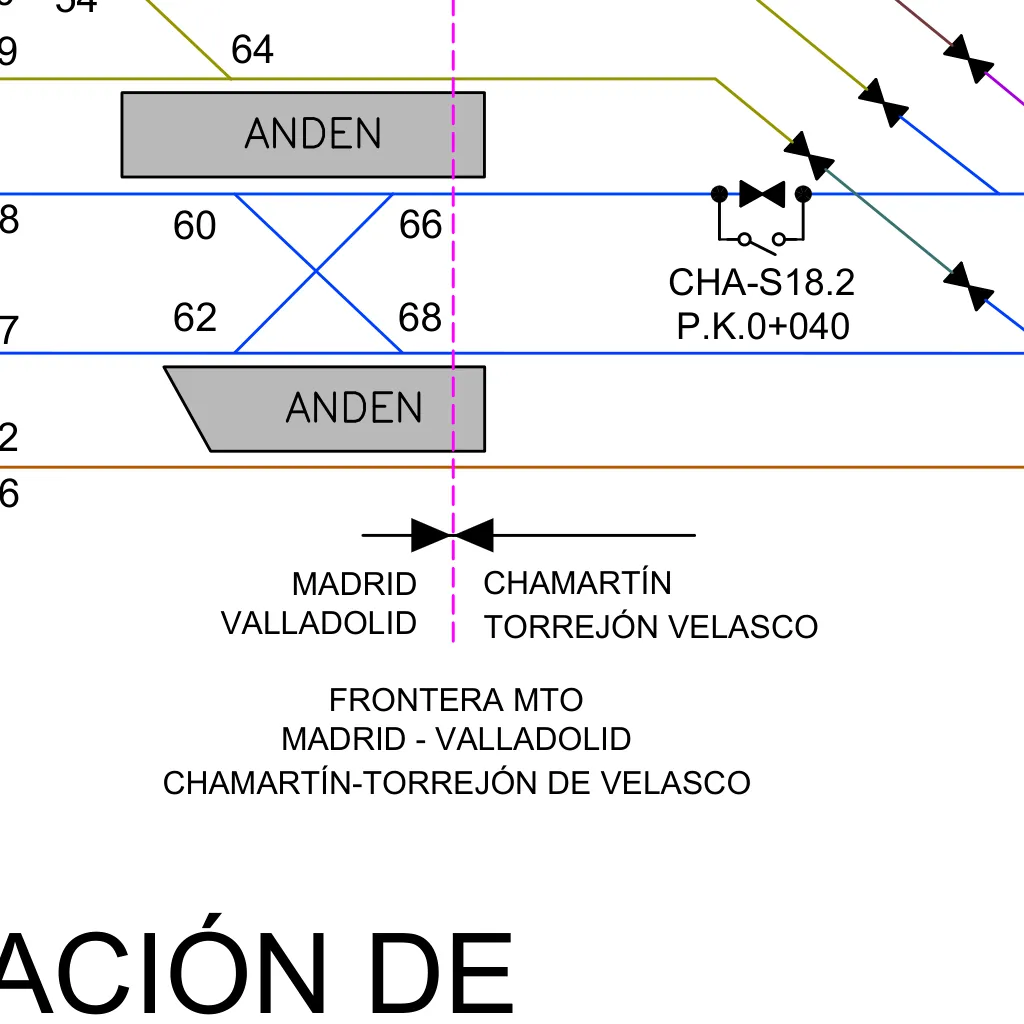 54
9
64
ANDEN
8
60
66
CHA-S18.2
P.K.0+040
7
62
68
ANDEN
2
6
MADRID
VALLADOLID
CHAMARTÍN
TORREJÓN VELASCO
FRONTERA MTO
MADRID - VALLADOLID
CHAMARTÍN-TORREJÓN DE VELASCO
ACIÓN DE